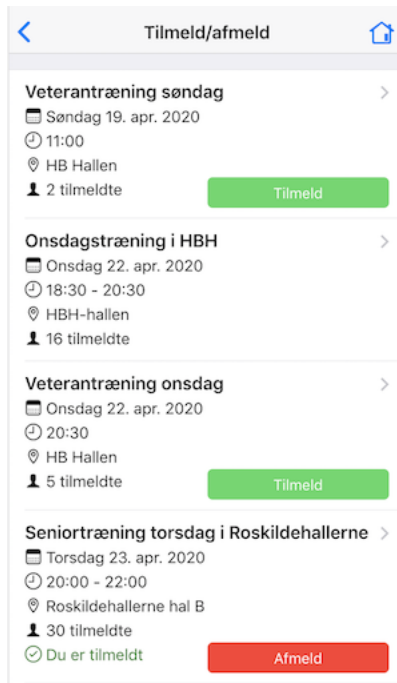 Tilmeld/afmeld
Veterantræning søndag
Søndag 19. apr. 2020
11:00
HB Hallen
2 tilmeldte
Tilmeld
Onsdagstræning i HBH
Onsdag 22. apr. 2020
18:30 - 20:30
HBH-hallen
16 tilmeldte
Veterantræning onsdag
Onsdag 22. apr. 2020
20:30
HB Hallen
5 tilmeldte
Tilmeld
Seniortræning torsdag i Roskildehallerne
Torsdag 23. apr. 2020
20:00 - 22:00
Roskildehallerne hal B
30 tilmeldte
Du er tilmeldt
Afmeld